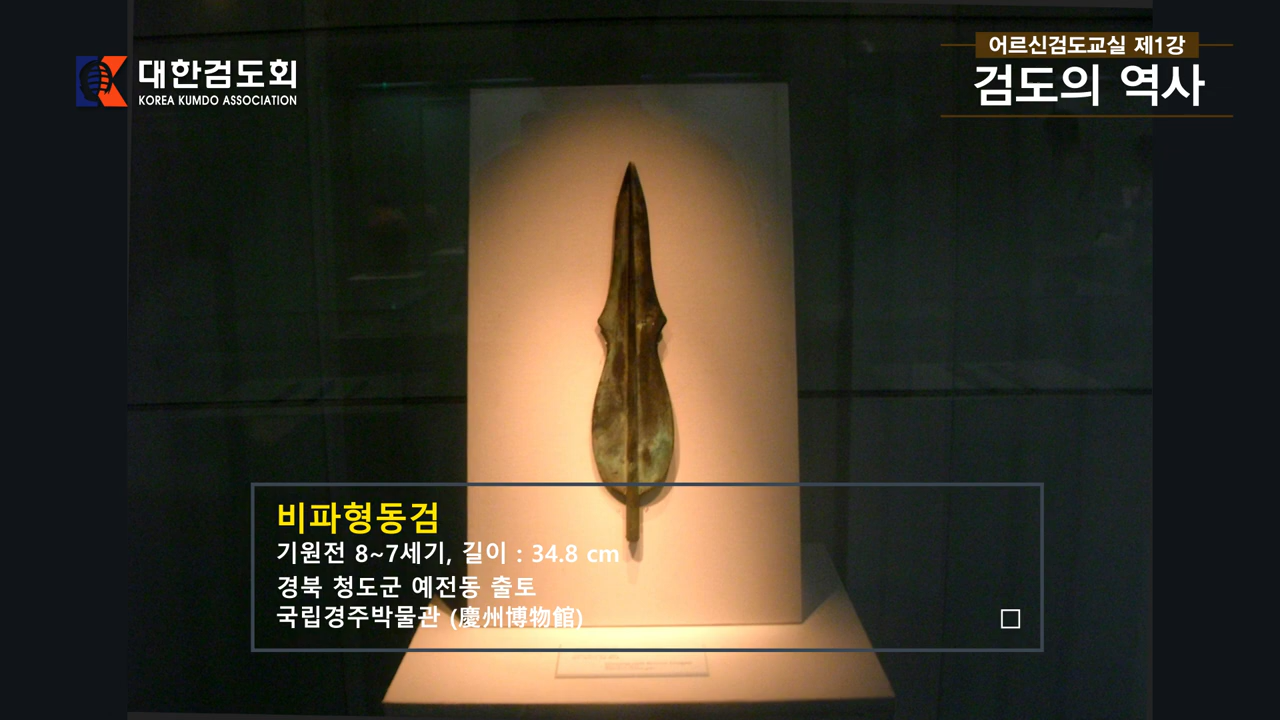 대한검도회
KOREA KUMDO ASSOCIATION
어르신검도교실 제1강
검도의 역사
비파형동검
기원전 8~7세기, 길이 : 34.8 cm
경북 청도군 예전동 출토
국립경주박물관 (慶州博物館)